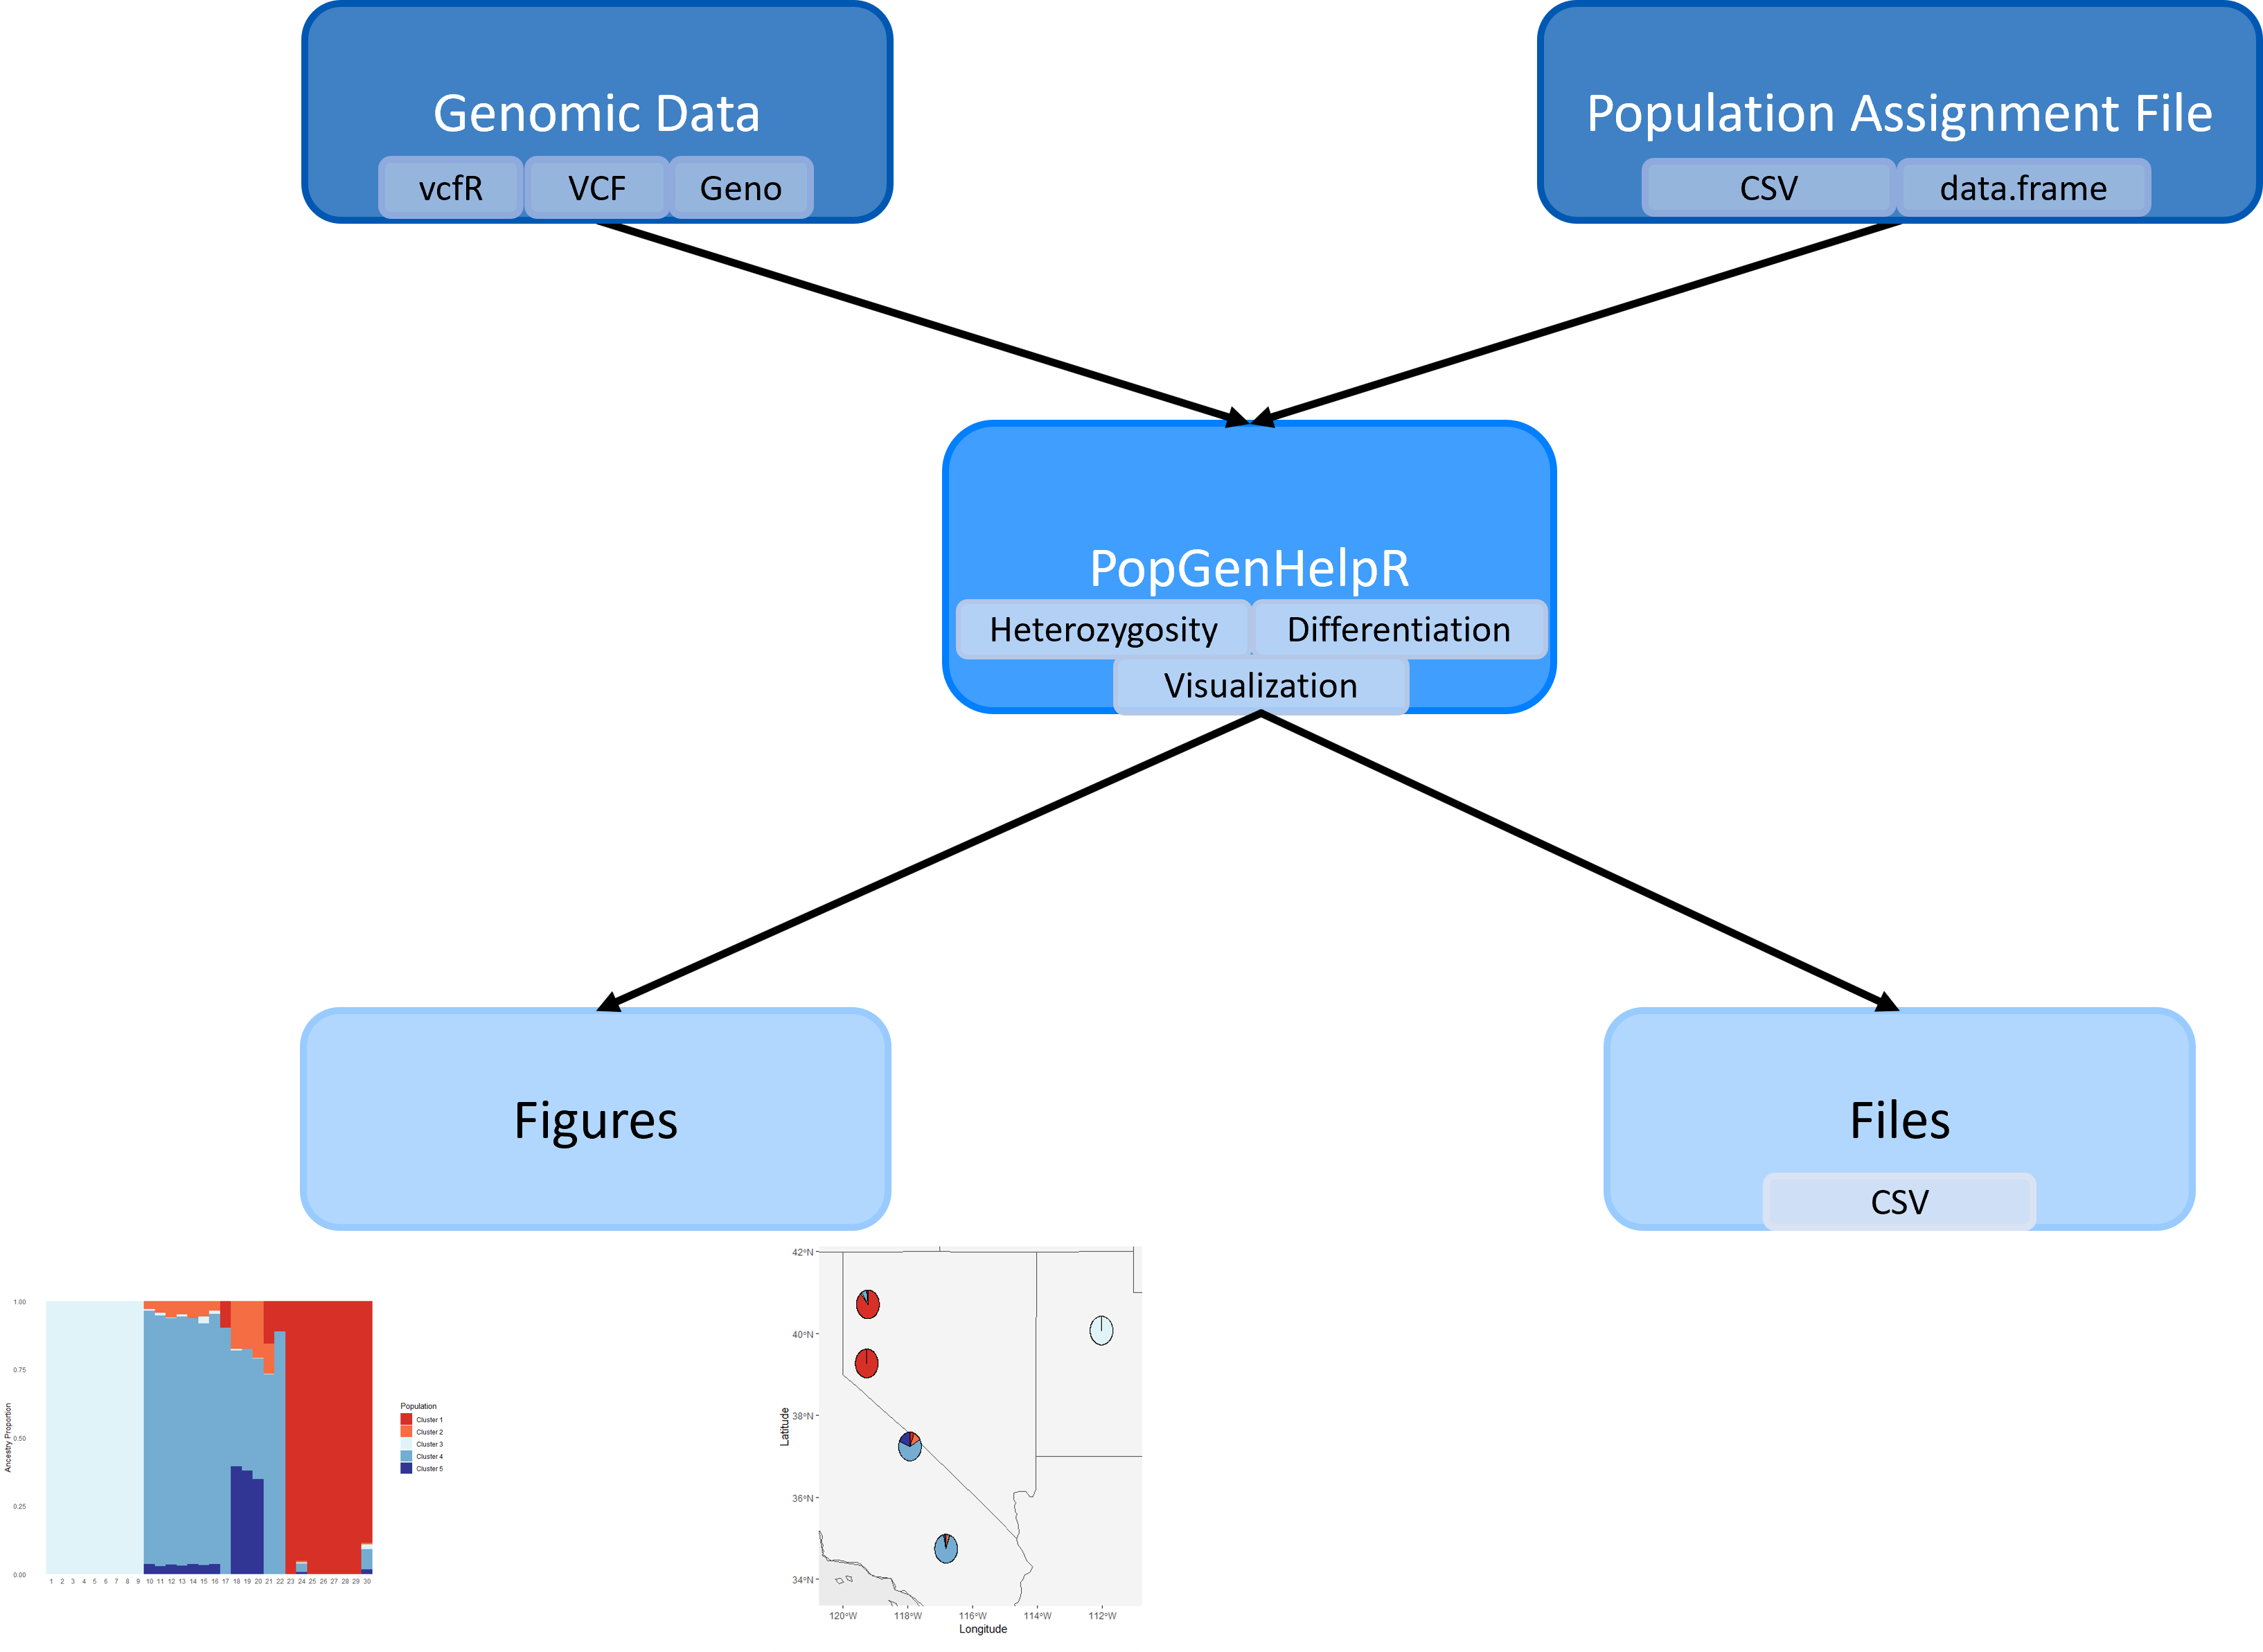 Genomic Data
vcfR VCF Geno
Population Assignment File
CSV data.frame
PopGenHelpR
Heterozygosity Differentiation
Visualization
Figures
Files
CSV
1.00
0.75
0.50
0.25
0.00
Ancestry Proportion
1 2 3 4 5 6 7 8 9 10 11 12 13 14 15 16 17 18 19 20 21 22 23 24 25 26 27 28 29 30
Population
Cluster 1
Cluster 2
Cluster 3
Cluster 4
Cluster 5
42°N
40°N
38°N
36°N
34°N
Latitude
120°W 118°W 116°W 114°W 112°W
Longitude